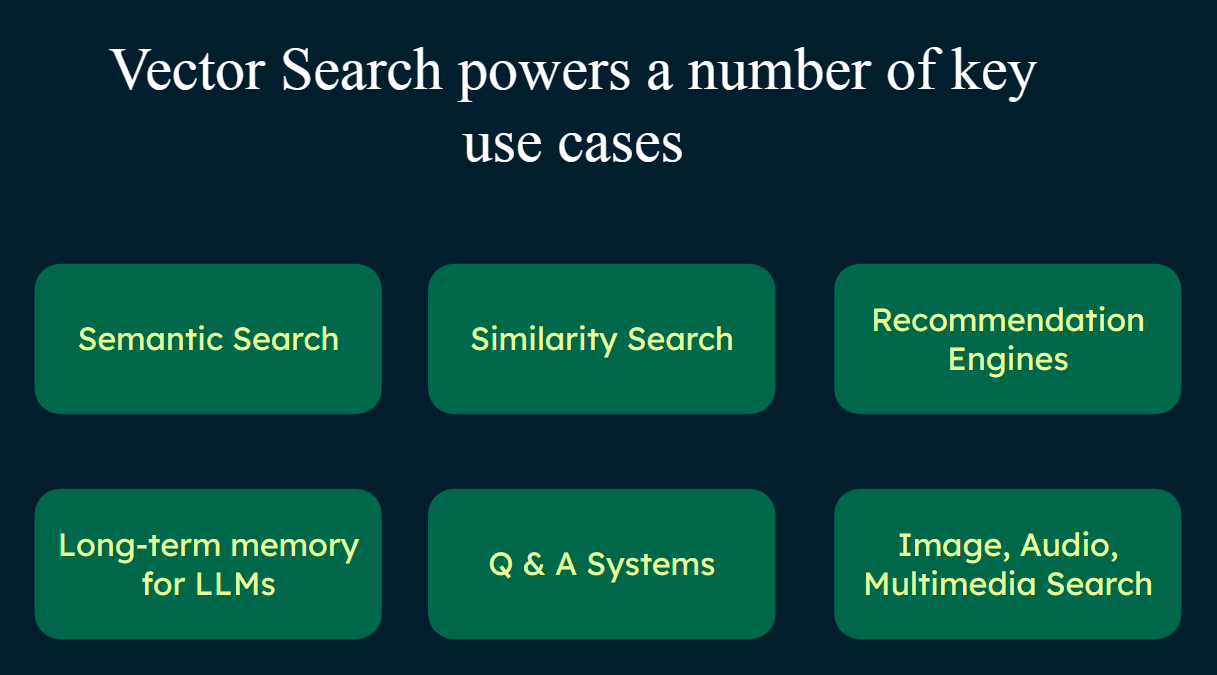 Vector Search powers a number of key
use cases
Semantic Search
Similarity Search
Recommendation
Engines
Long-term memory
for LLMs
Q & A Systems
Image, Audio,
Multimedia Search